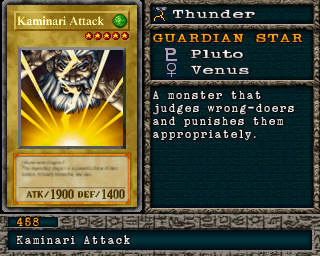 Kaminari Attack
ATK/1900 DEF/1400
Thunder
GUARDIAN STAR
Pluto
Venus
A monster that
judges wrong-doers
and punishes them
appropriately.
458
Kaminari Attack